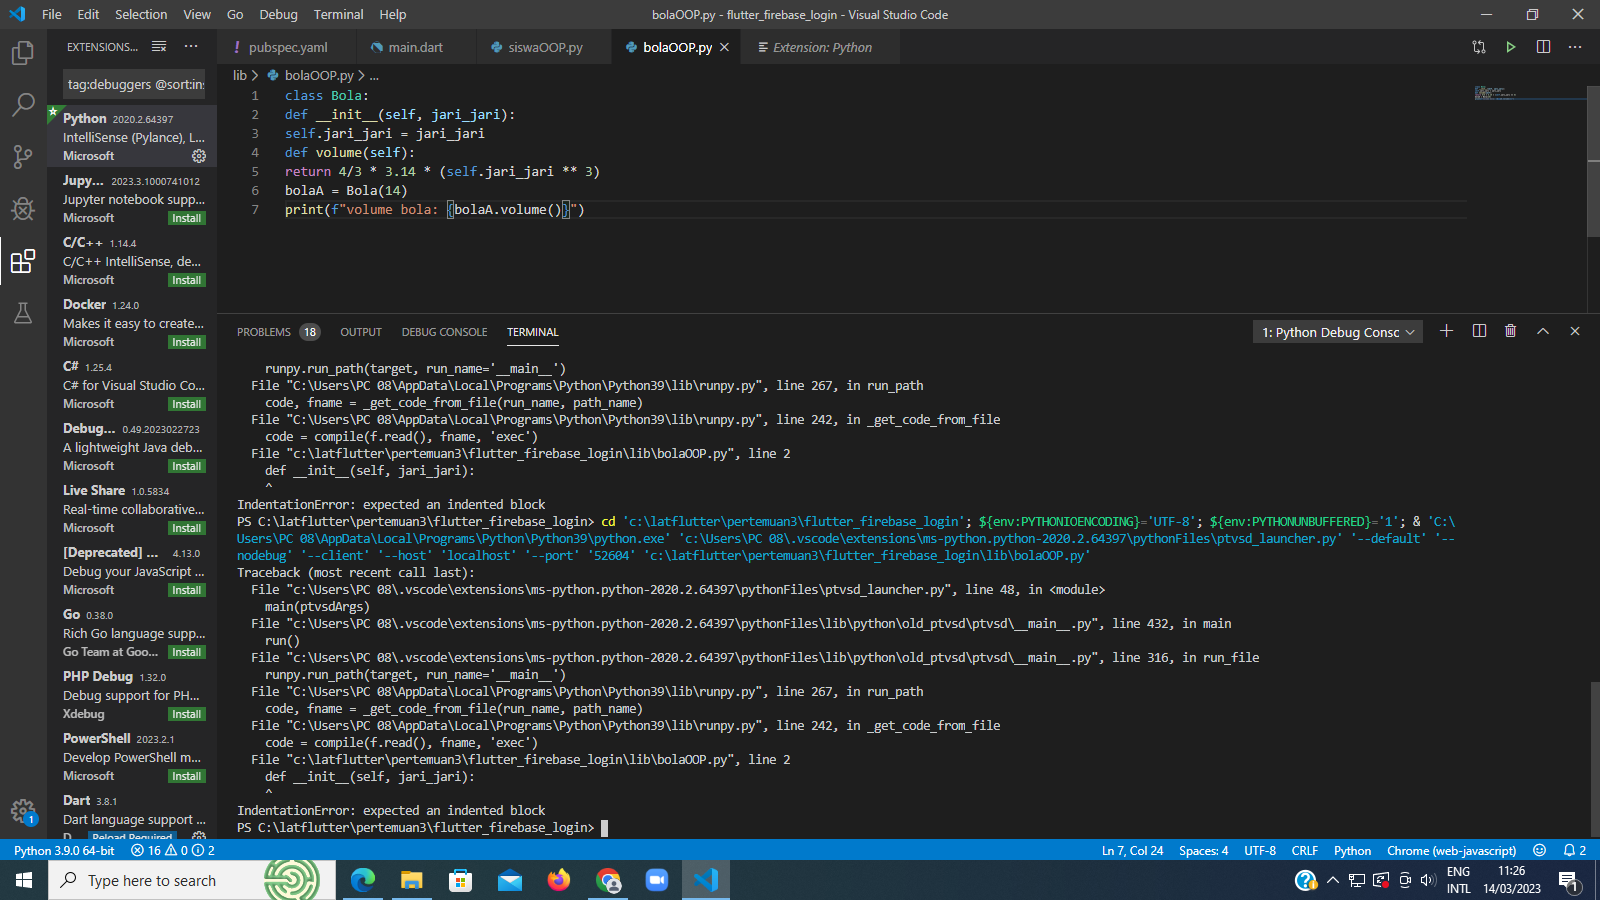 File Edit Selection View Go Debug Terminal Help
bolaOOP.py - flutter_firebase_login - Visual Studio Code
EXTENSIONS...
tag:debuggers @sort:ins
Python 2020.2.64397
IntelliSense (Pylance), L...
Microsoft
Jupy... 2023.3.1000741012
Jupyter notebook supp...
Microsoft Install
C/C++ 1.14.4
C/C++ IntelliSense, de...
Microsoft Install
Docker 1.24.0
Makes it easy to create...
Microsoft Install
C# 1.25.4
C# for Visual Studio Co...
Microsoft Install
Debug... 0.49.2023022723
A lightweight Java deb...
Microsoft Install
Live Share 1.0.5834
Real-time collaborative...
Microsoft Install
[Deprecated] ... 4.13.0
Debug your JavaScript ...
Microsoft Install
Go 0.38.0
Rich Go language supp...
Go Team at Goo... Install
PHP Debug 1.32.0
Debug support for PH...
Xdebug Install
PowerShell 2023.2.1
Develop PowerShell m...
Microsoft Install
Dart 3.8.1
Dart language support ...
D... Reload Required
1
! pubspec.yaml main.dart siswaOOP.py bolaOOP.py Extension: Python
lib > bolaOOP.py > ...
1 class Bola:
2 def __init__(self, jari_jari):
3 self.jari_jari = jari_jari
4 def volume(self):
5 return 4/3 * 3.14 * (self.jari_jari ** 3)
6 bolaA = Bola(14)
7 print(f"volume bola: {bolaA.volume()}")
PROBLEMS 18 OUTPUT DEBUG CONSOLE TERMINAL
1: Python Debug Consc
runpy.run_path(target, run_name='__main__')
File "C:\Users\PC 08\AppData\Local\Programs\Python\Python39\lib\runpy.py", line 267, in run_path
code, fname = _get_code_from_file(run_name, path_name)
File "C:\Users\PC 08\AppData\Local\Programs\Python\Python39\lib\runpy.py", line 242, in _get_code_from_file
code = compile(f.read(), fname, 'exec')
File "c:\latflutter\pertemuan3\flutter_firebase_login\lib\bolaOOP.py", line 2
def __init__(self, jari_jari):
^
IndentationError: expected an indented block
PS C:\latflutter\pertemuan3\flutter_firebase_login> cd 'c:\latflutter\pertemuan3\flutter_firebase_login'; ${env:PYTHONIOENCODING}='UTF-8'; ${env:PYTHONUNBUFFERED}='1'; & 'C:\
Users\PC 08\AppData\Local\Programs\Python\Python39\python.exe' 'c:\Users\PC 08\.vscode\extensions\ms-python.python-2020.2.64397\pythonFiles\ptvsd_launcher.py' '--default' '--
nodebug' '--client' '--host' 'localhost' '--port' '52604' 'c:\latflutter\pertemuan3\flutter_firebase_login\lib\bolaOOP.py'
Traceback (most recent call last):
File "c:\Users\PC 08\.vscode\extensions\ms-python.python-2020.2.64397\pythonFiles\ptvsd_launcher.py", line 48, in <module>
main(ptvsdArgs)
File "c:\Users\PC 08\.vscode\extensions\ms-python.python-2020.2.64397\pythonFiles\lib\python\old_ptvsd\ptvsd\__main__.py", line 432, in main
run()
File "c:\Users\PC 08\.vscode\extensions\ms-python.python-2020.2.64397\pythonFiles\lib\python\old_ptvsd\ptvsd\__main__.py", line 316, in run_file
runpy.run_path(target, run_name='__main__')
File "C:\Users\PC 08\AppData\Local\Programs\Python\Python39\lib\runpy.py", line 267, in run_path
code, fname = _get_code_from_file(run_name, path_name)
File "C:\Users\PC 08\AppData\Local\Programs\Python\Python39\lib\runpy.py", line 242, in _get_code_from_file
code = compile(f.read(), fname, 'exec')
File "c:\latflutter\pertemuan3\flutter_firebase_login\lib\bolaOOP.py", line 2
def __init__(self, jari_jari):
^
IndentationError: expected an indented block
PS C:\latflutter\pertemuan3\flutter_firebase_login>
Python 3.9.0 64-bit 16 0 2
Ln 7, Col 24 Spaces: 4 UTF-8 CRLF Python Chrome (web-javascript) 2
Type here to search
ENG
INTL
11:26
14/03/2023
1